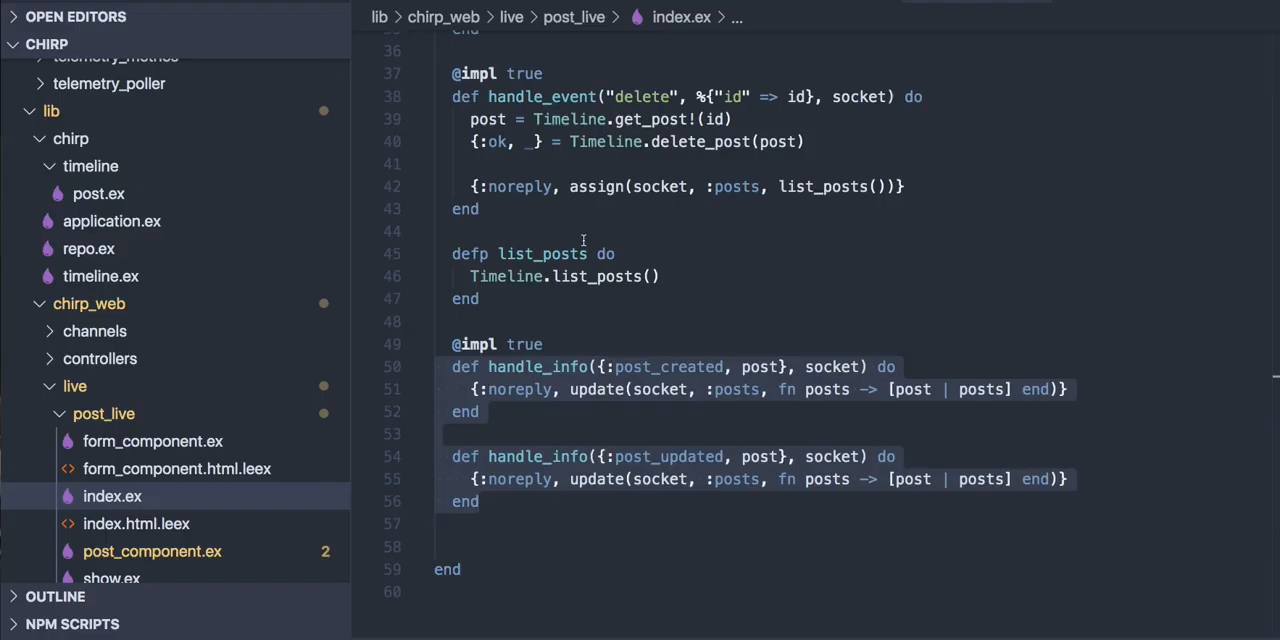 OPEN EDITORS
CHIRP
telemetry_metrics
telemetry_poller
lib
chirp
timeline
post.ex
application.ex
repo.ex
timeline.ex
chirp_web
channels
controllers
live
post_live
form_component.ex
form_component.html.leex
index.ex
index.html.leex
post_component.ex 2
show.ex
OUTLINE
NPM SCRIPTS
lib > chirp_web > live > post_live > index.ex > ...
35 end
36
37 @impl true
38 def handle_event("delete", %{"id" => id}, socket) do
39 post = Timeline.get_post!(id)
40 {:ok, _} = Timeline.delete_post(post)
41
42 {:noreply, assign(socket, :posts, list_posts())}
43 end
44
45 defp list_posts do
46 Timeline.list_posts()
47 end
48
49 @impl true
50 def handle_info({:post_created, post}, socket) do
51 {:noreply, update(socket, :posts, fn posts -> [post | posts] end)}
52 end
53
54 def handle_info({:post_updated, post}, socket) do
55 {:noreply, update(socket, :posts, fn posts -> [post | posts] end)}
56 end
57
58
59 end
60